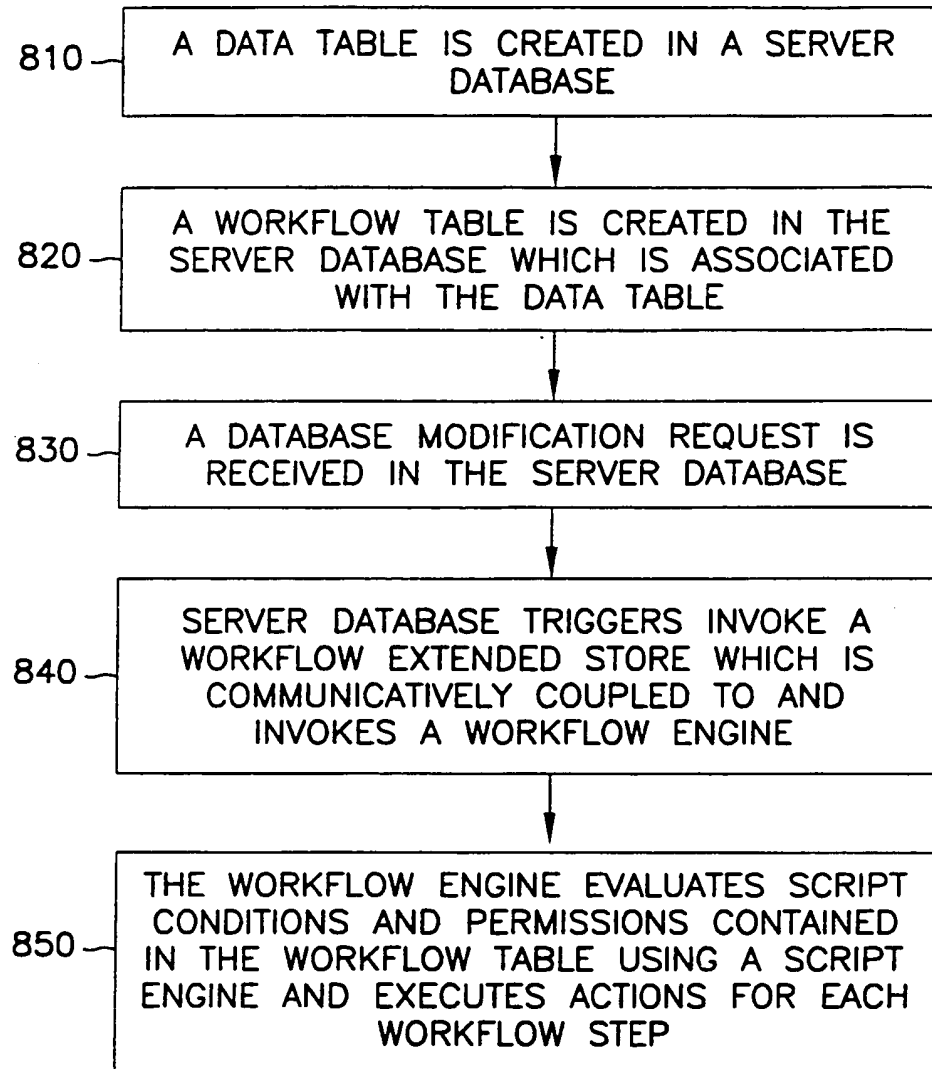 810
A DATA TABLE IS CREATED IN A SERVER
DATABASE
820
A WORKFLOW TABLE IS CREATED IN THE
SERVER DATABASE WHICH IS ASSOCIATED
WITH THE DATA TABLE
830
A DATABASE MODIFICATION REQUEST IS
RECEIVED IN THE SERVER DATABASE
840
SERVER DATABASE TRIGGERS INVOKE A
WORKFLOW EXTENDED STORE WHICH IS
COMMUNICATIVELY COUPLED TO AND
INVOKES A WORKFLOW ENGINE
850
THE WORKFLOW ENGINE EVALUATES SCRIPT
CONDITIONS AND PERMISSIONS CONTAINED
IN THE WORKFLOW TABLE USING A SCRIPT
ENGINE AND EXECUTES ACTIONS FOR EACH
WORKFLOW STEP